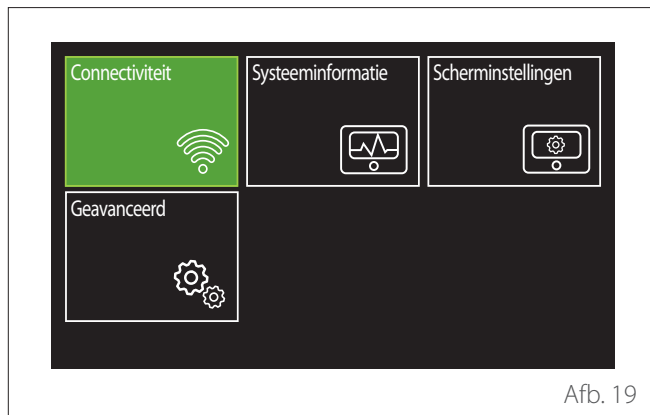 Connectiviteit
Systeeminformatie
Scherminstellingen
Geavanceerd
Afb. 19